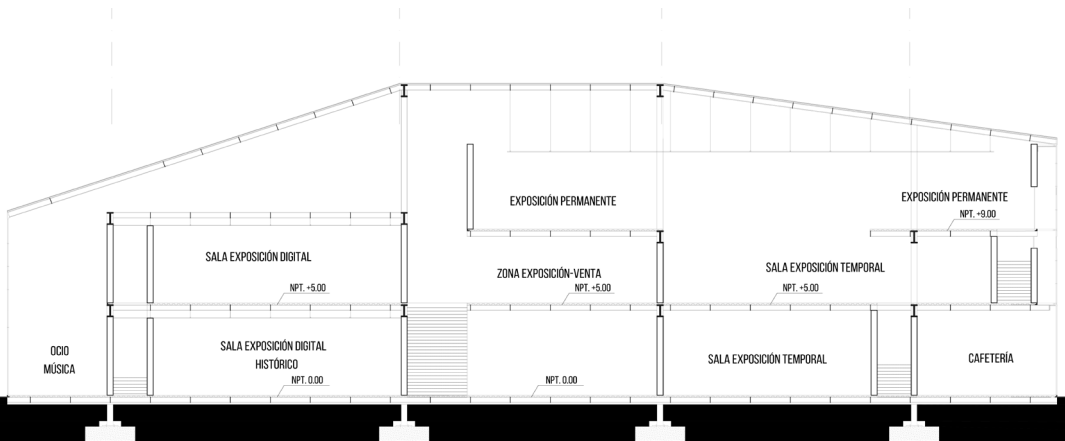 EXPOSICIÓN PERMANENTE
EXPOSICIÓN PERMANENTE
NPT. +9.00
SALA EXPOSICIÓN DIGITAL
NPT. +5.00
ZONA EXPOSICIÓN-VENTA
NPT. +5.00
SALA EXPOSICIÓN TEMPORAL
NPT. +5.00
OCIO
MÚSICA
SALA EXPOSICIÓN DIGITAL
HISTÓRICO
NPT. 0.00
NPT. 0.00
SALA EXPOSICIÓN TEMPORAL
CAFETERÍA